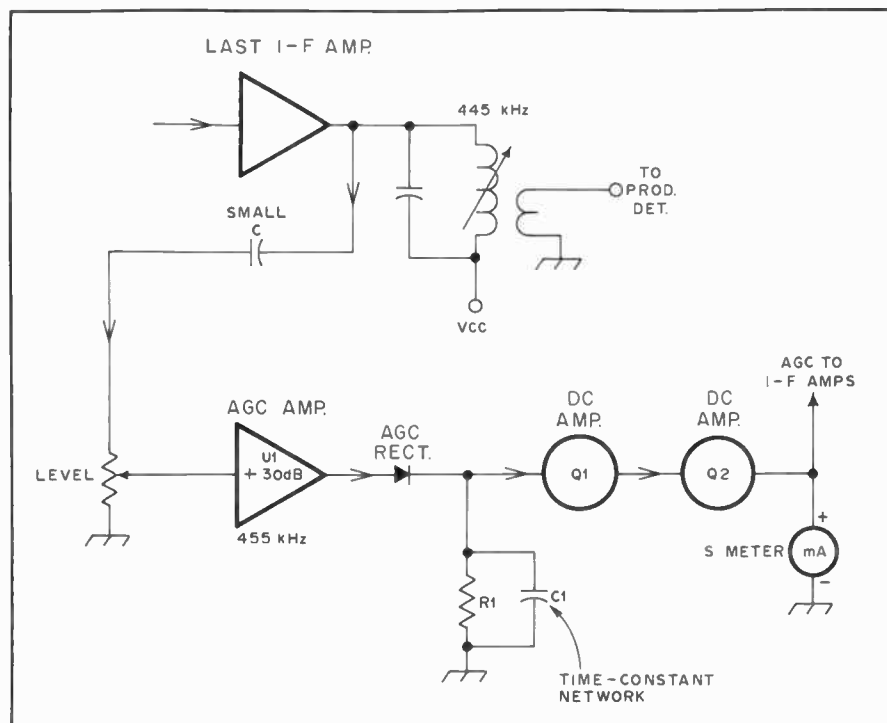 LAST I-F AMP.
445 kHz
TO
PROD.
DET.
SMALL
C
VCC
AGC TO
I-F AMPS
AGC AMP.
AGC
RECT.
DC
AMP.
DC
AMP.
LEVEL
U1
+ 30dB
Q1
Q2
455 kHz
+
S METER
mA
-
R1
C1
TIME-CONSTANT
NETWORK